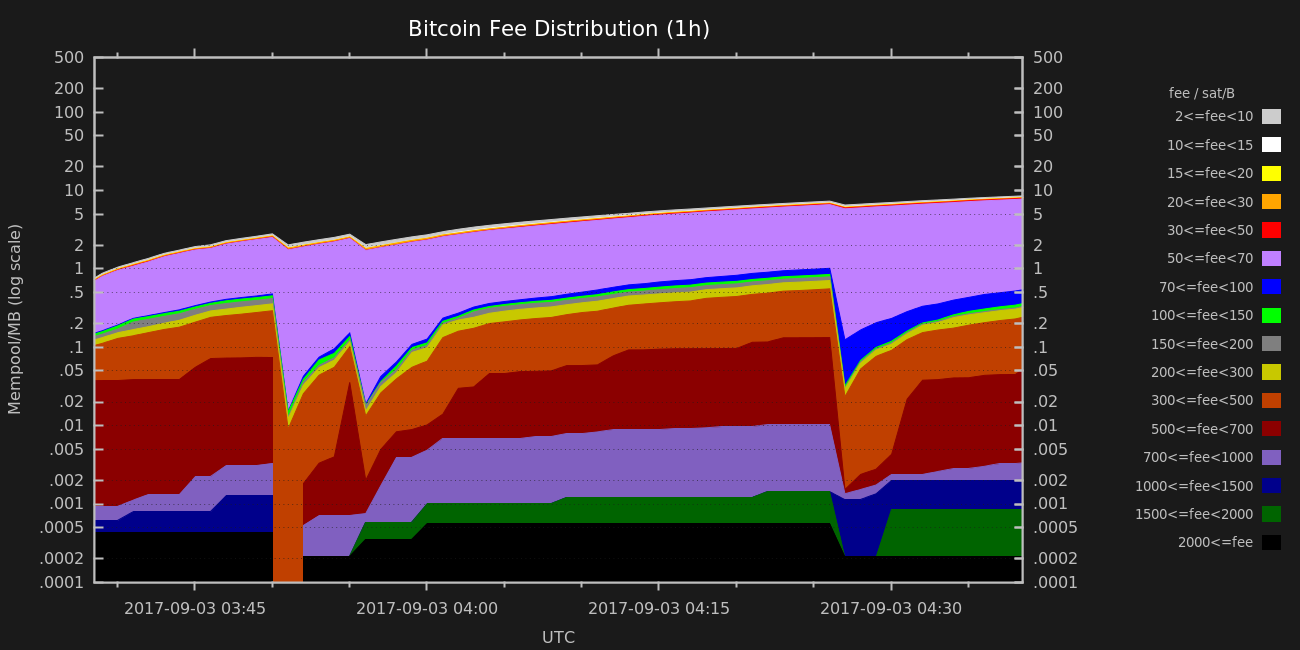 Bitcoin Fee Distribution (1h)
Mempool/MB (log scale)
500
200
100
50
20
10
5
2
1
.5
.2
.1
.05
.02
.01
.005
.002
.001
.0005
.0002
.0001
500
200
100
50
20
10
5
2
1
.5
.2
.1
.05
.02
.01
.005
.002
.001
.0005
.0002
.0001
2017-09-03 03:45
2017-09-03 04:00
2017-09-03 04:15
2017-09-03 04:30
UTC
fee / sat/B
2<=fee<10
10<=fee<15
15<=fee<20
20<=fee<30
30<=fee<50
50<=fee<70
70<=fee<100
100<=fee<150
150<=fee<200
200<=fee<300
300<=fee<500
500<=fee<700
700<=fee<1000
1000<=fee<1500
1500<=fee<2000
2000<=fee